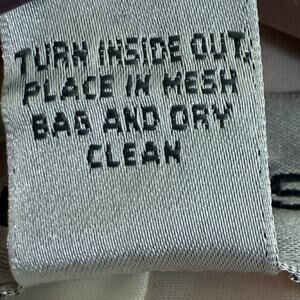 TURN INSIDE OUT,
PLACE IN MESH
BAG AND DRY
CLEAN